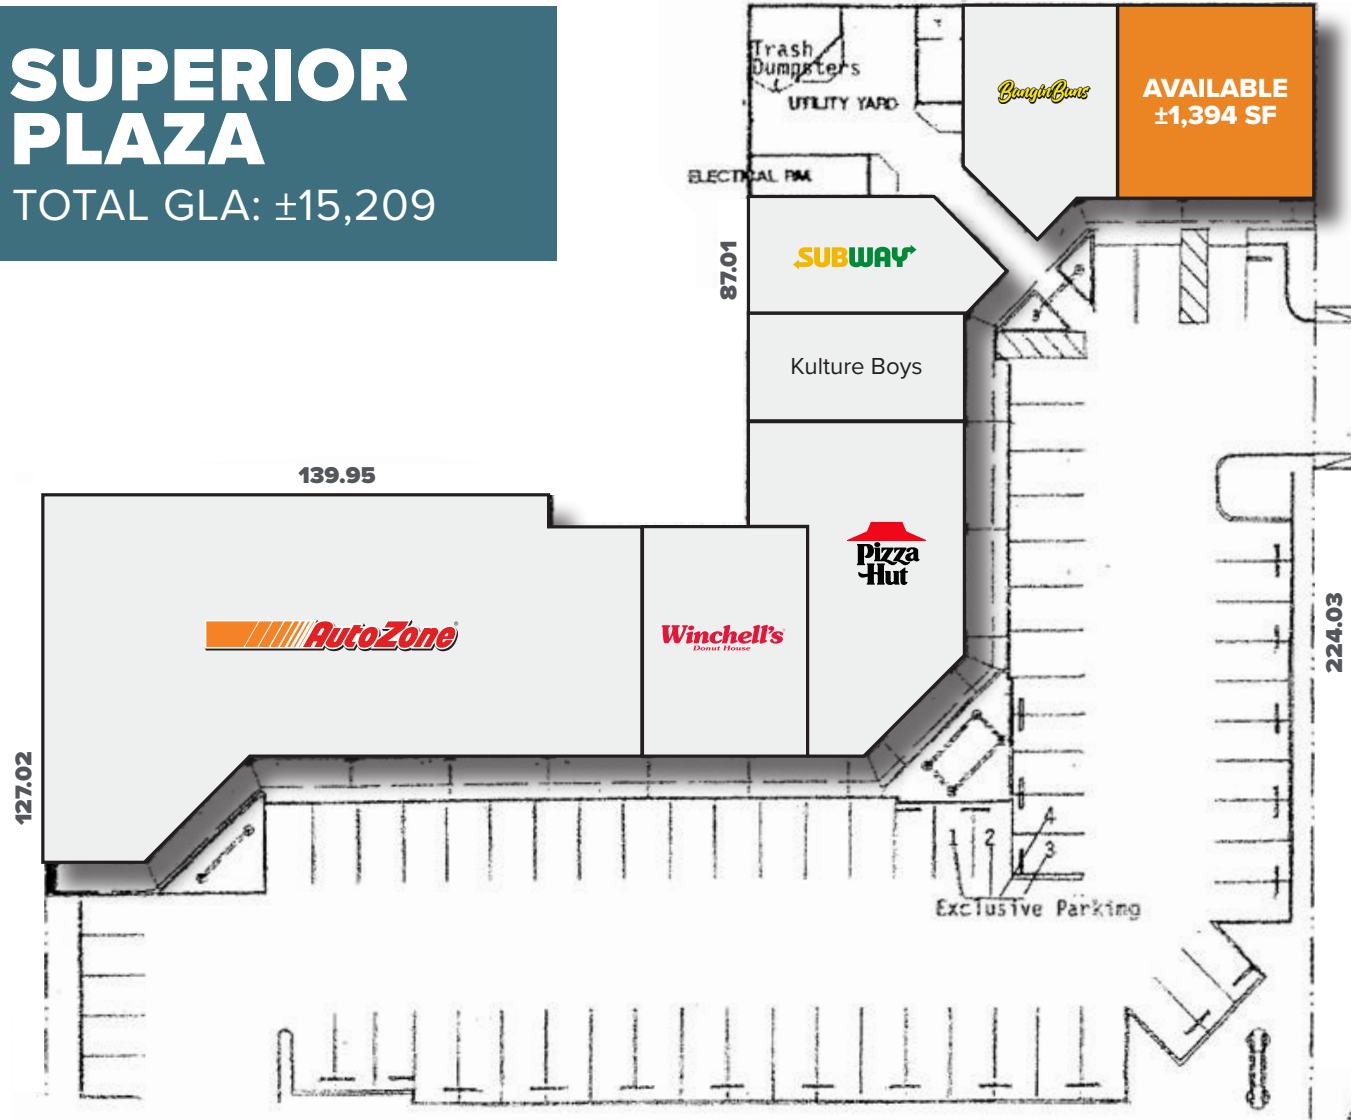 SUPERIOR
PLAZA
TOTAL GLA: ±15,209
Trash
Dumpsters
UTILITY YARD
ELECTICAL RM.
BanginBuns
AVAILABLE
±1,394 SF
87.01
SUBWAY
Kulture Boys
139.95
Pizza
Hut
AutoZone
Winchell's
Donut House
224.03
127.02
1 2 4
3
Exclusive Parking